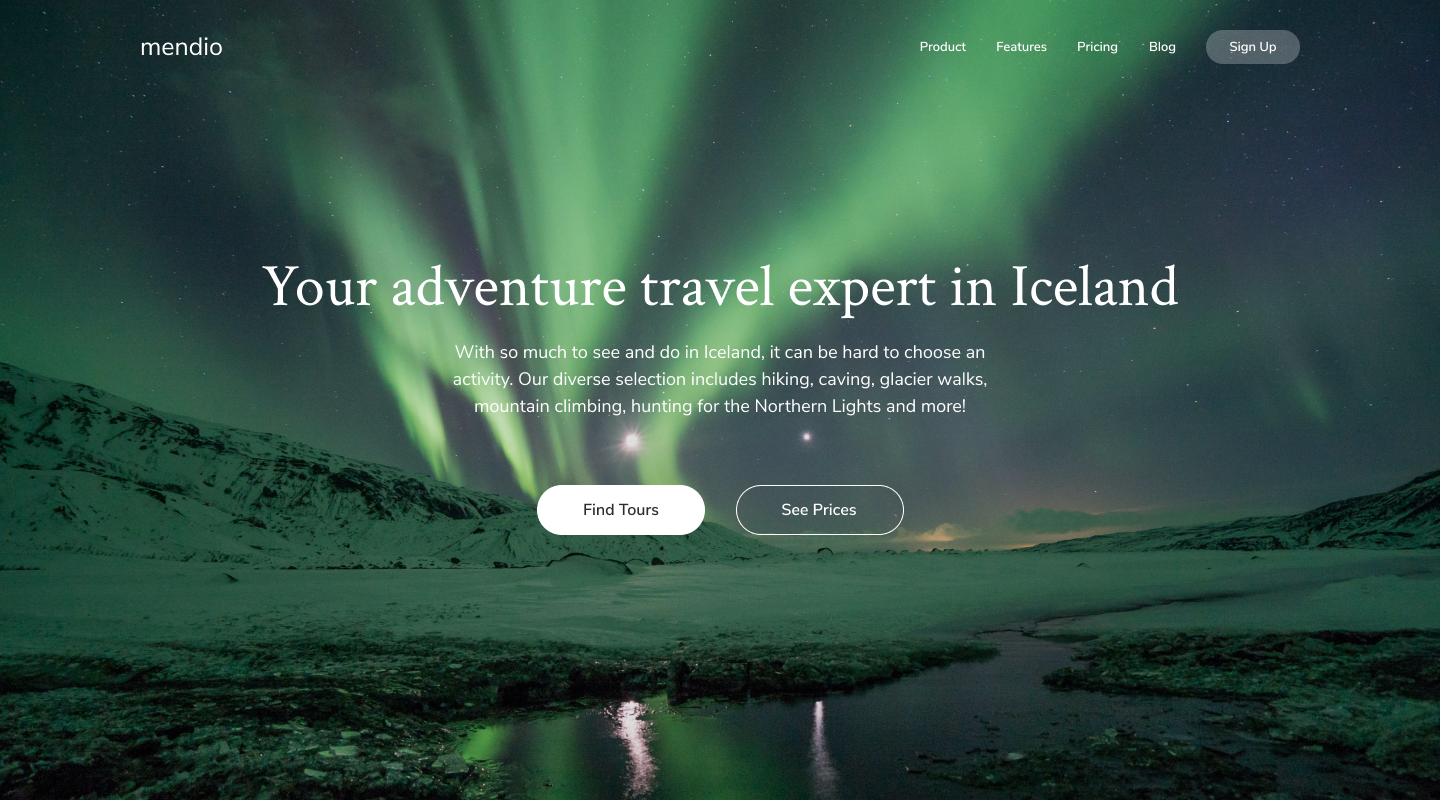 mendio
Product
Features
Pricing
Blog
Sign Up
Your adventure travel expert in Iceland
With so much to see and do in Iceland, it can be hard to choose an
activity. Our diverse selection includes hiking, caving, glacier walks,
mountain climbing, hunting for the Northern Lights and more!
Find Tours
See Prices